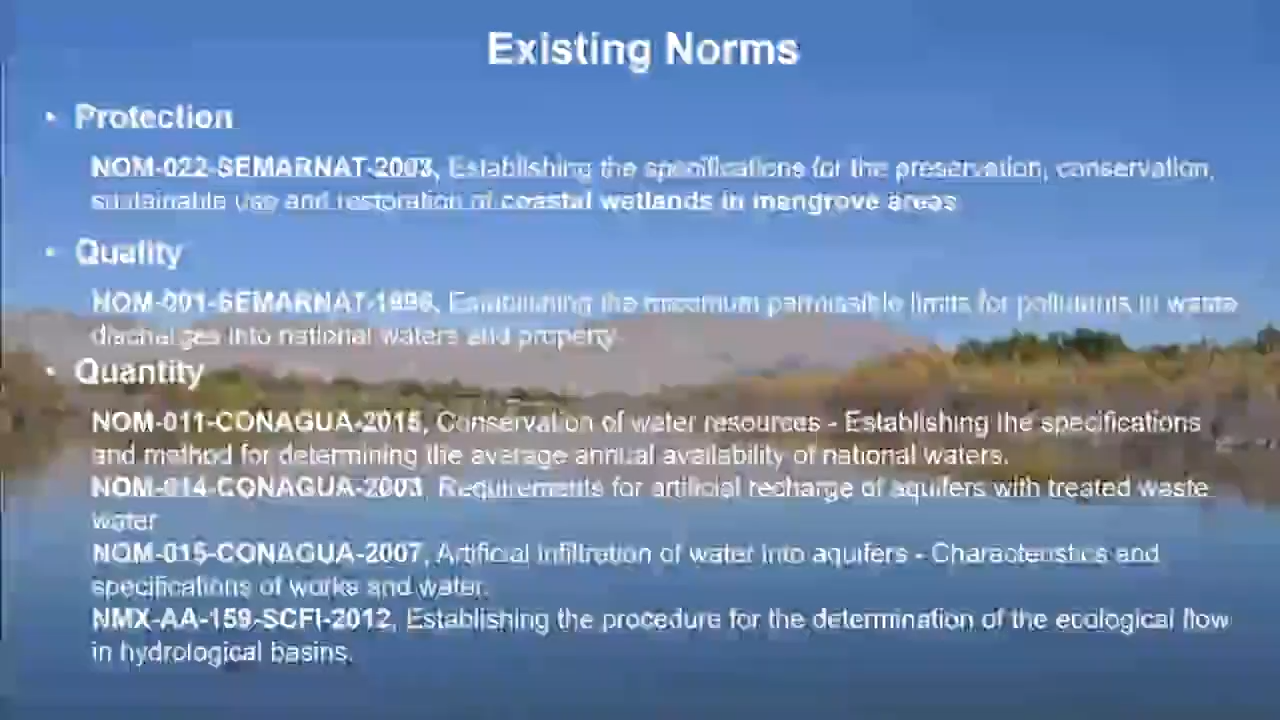 Existing Norms
• Protection
NOM-022-SEMARNAT-2003, Establishing the specifications for the preservation, conservation,
sustainable use and restoration of coastal wetlands in mangrove areas
• Quality
NOM-001-SEMARNAT-1996, Establishing the maximum permissible limits for pollutants in waste
discharges into national waters and property.
• Quantity
NOM-011-CONAGUA-2015, Conservation of water resources - Establishing the specifications
and method for determining the average annual availability of national waters.
NOM-014-CONAGUA-2003, Requirements for artificial recharge of aquifers with treated waste
water
NOM-015-CONAGUA-2007, Artificial infiltration of water into aquifers - Characteristics and
specifications of works and water.
NMX-AA-159-SCFI-2012, Establishing the procedure for the determination of the ecological flow
in hydrological basins.